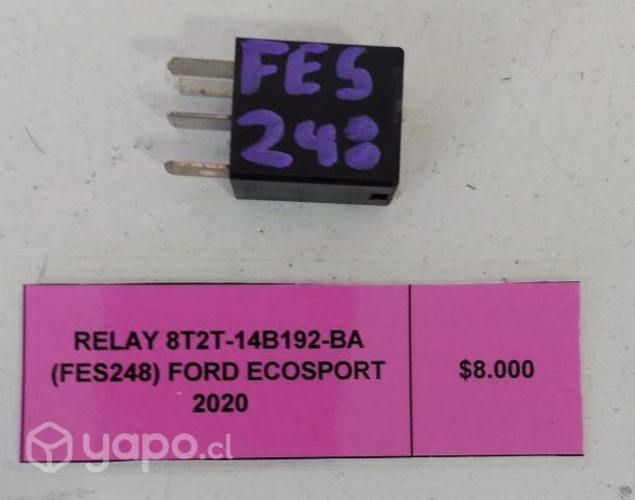 FES
248
RELAY 8T2T-14B192-BA
(FES248) FORD ECOSPORT
2020
$8.000
yapo.cl